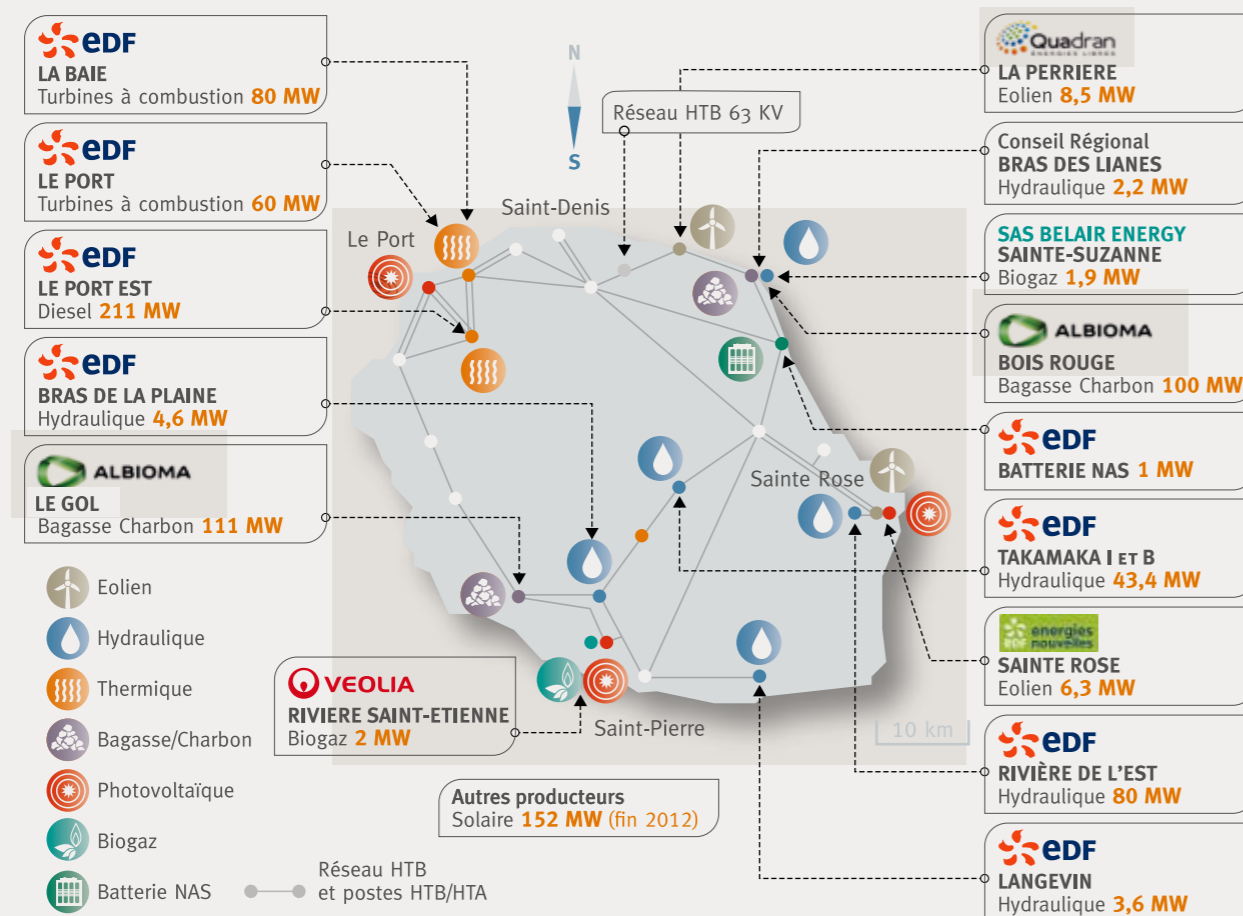 eDF
LA BAIE
Turbines à combustion 80 MW
eDF
LE PORT
Turbines à combustion 60 MW
eDF
LE PORT EST
Diesel 211 MW
eDF
BRAS DE LA PLAINE
Hydraulique 4,6 MW
ALBIOMA
LE GOL
Bagasse Charbon 111 MW
Eolien
Hydraulique
Thermique
Bagasse/Charbon
Photovoltaïque
Biogaz
Batterie NAS
Réseau HTB
et postes HTB/HTA
N
S
Réseau HTB 63 KV
Saint-Denis
Le Port
Sainte Rose
Saint-Pierre
10 km
VEOLIA
RIVIERE SAINT-ETIENNE
Biogaz 2 MW
Autres producteurs
Solaire 152 MW (fin 2012)
Quadran
ÉNERGIES LIBRES
LA PERRIERE
Eolien 8,5 MW
Conseil Régional
BRAS DES LIANES
Hydraulique 2,2 MW
SAS BELAIR ENERGY
SAINTE-SUZANNE
Biogaz 1,9 MW
ALBIOMA
BOIS ROUGE
Bagasse Charbon 100 MW
eDF
BATTERIE NAS 1 MW
eDF
TAKAMAKA I ET B
Hydraulique 43,4 MW
eDF energies
nouvelles
SAINTE ROSE
Eolien 6,3 MW
eDF
RIVIÈRE DE L'EST
Hydraulique 80 MW
eDF
LANGEVIN
Hydraulique 3,6 MW